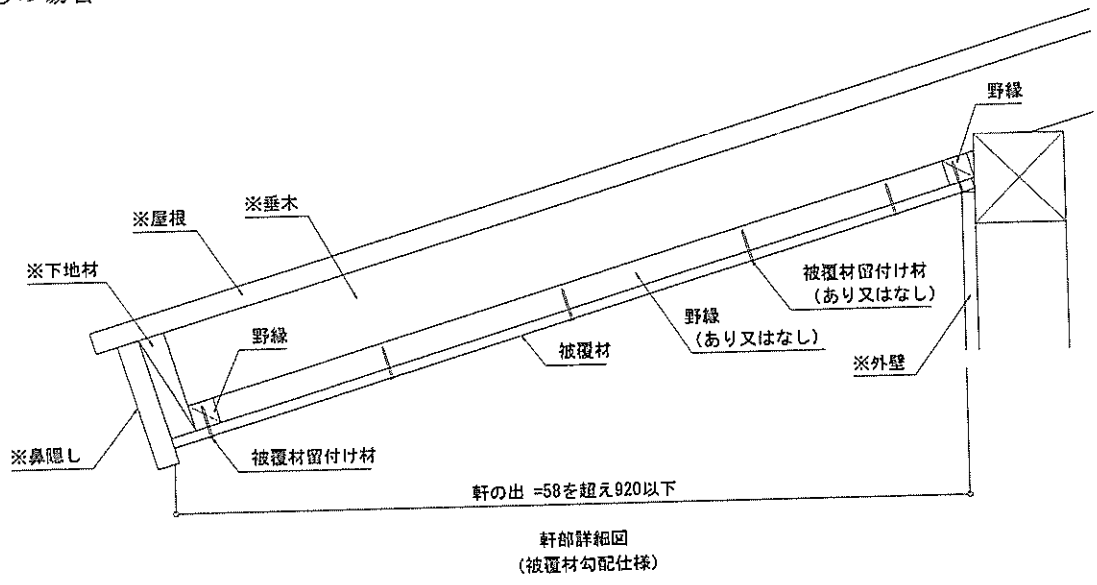 野縁
※垂木
※屋根
※下地材
被覆材留付け材
(あり又はなし)
野縁
(あり又はなし)
野縁
被覆材
※外壁
※鼻隠し
被覆材留付け材
軒の出 =58を超え920以下
軒部詳細図
(被覆材勾配仕様)